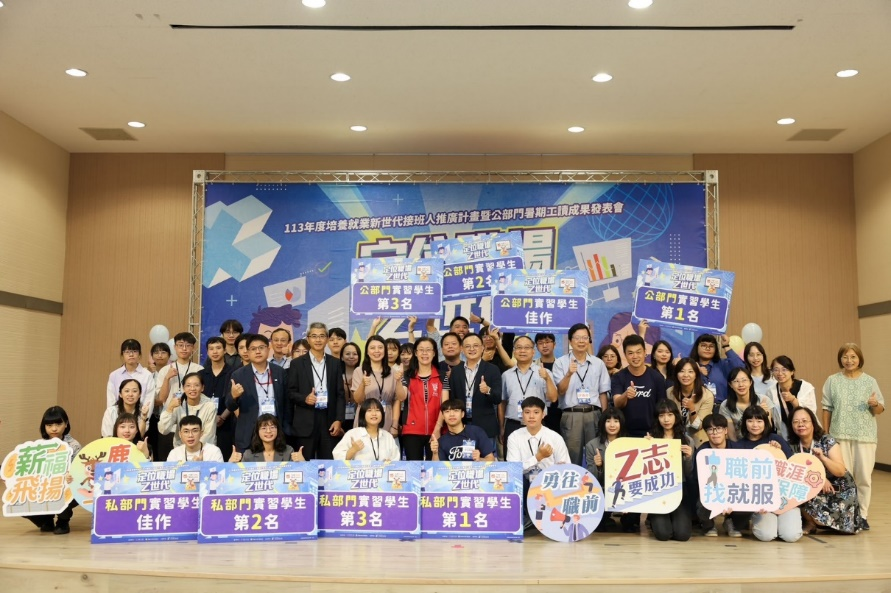 113年度培養就業新世代接班人推廣計畫暨公部門暑期工讀成果發表會
定位職場
Z世代
公部門實習學生
第2名
定位職場
Z世代
公部門實習學生
第3名
定位職場
Z世代
公部門實習學生
佳作
定位職場
Z世代
公部門實習學生
第1名
Ford
新福
飛揚
鹿
定位職場
Z世代
私部門實習學生
佳作
定位職場
Z世代
私部門實習學生
第2名
定位職場
Z世代
私部門實習學生
第3名
定位職場
Z世代
私部門實習學生
第1名
勇往
職前
Z志
要成功
職前
找就服
職涯